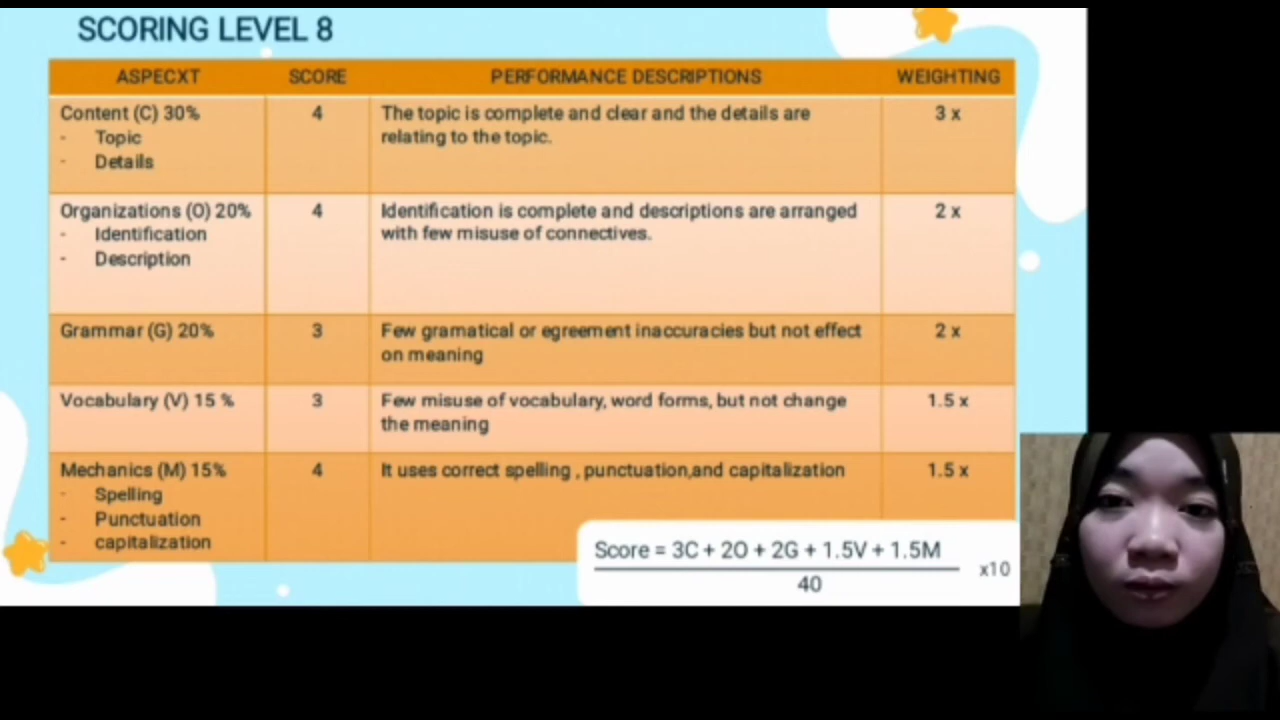 SCORING LEVEL 8
ASPECXT SCORE PERFORMANCE DESCRIPTIONS WEIGHTING
Content (C) 30% 4 The topic is complete and clear and the details are 3 x
- Topic relating to the topic.
- Details
Organizations (O) 20% 4 Identification is complete and descriptions are arranged 2 x
- Identification with few misuse of connectives.
- Description
Grammar (G) 20% 3 Few gramatical or egreement inaccuracies but not effect 2 x
on meaning
Vocabulary (V) 15 % 3 Few misuse of vocabulary, word forms, but not change 1.5 x
the meaning
Mechanics (M) 15% 4 It uses correct spelling , punctuation,and capitalization 1.5 x
- Spelling
- Punctuation
- capitalization
Score = 3C + 2O + 2G + 1.5V + 1.5M
x10
40